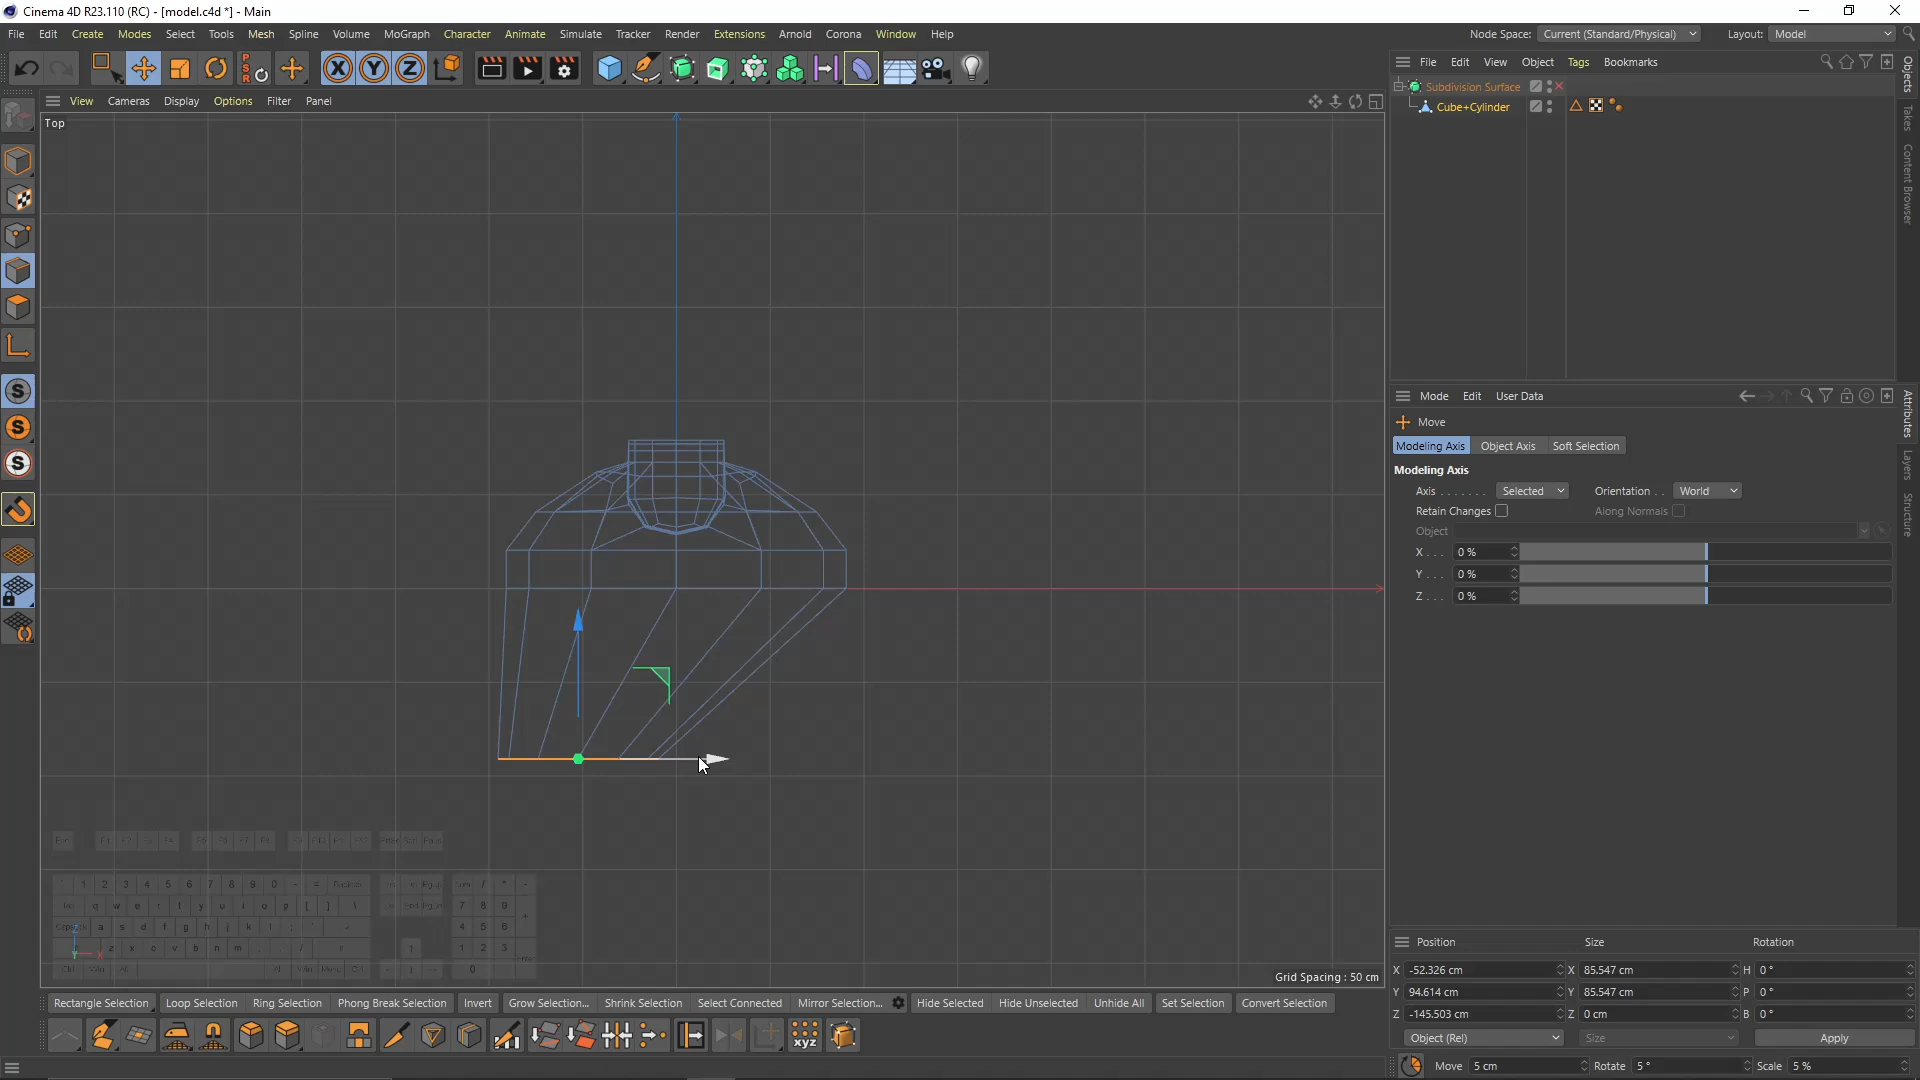 Cinema 4D R23.110 (RC) - [model.c4d *] - Main
File Edit Create Modes Select Tools Mesh Spline Volume MoGraph Character Animate Simulate Tracker Render Extensions Arnold Corona Window Help Node Space: Current (Standard/Physical) Layout: Model
View Cameras Display Options Filter Panel
Top
File Edit View Object Tags Bookmarks
Subdivision Surface
Cube+Cylinder
Objects
Takes
Content Browser
Mode Edit User Data
Move
Modeling Axis Object Axis Soft Selection
Modeling Axis
Axis . . . . . . . Selected Orientation . . World
Retain Changes Along Normals
Object
X . . . 0 %
Y . . . 0 %
Z . . . 0 %
Attributes
Layers
Structure
Grid Spacing : 50 cm
Position Size Rotation
X -52.326 cm X 85.547 cm H 0 °
Y 94.614 cm Y 85.547 cm P 0 °
Z -145.503 cm Z 0 cm B 0 °
Object (Rel) Size Apply
Rectangle Selection Loop Selection Ring Selection Phong Break Selection Invert Grow Selection... Shrink Selection Select Connected Mirror Selection... Hide Selected Hide Unselected Unhide All Set Selection Convert Selection
Move 5 cm Rotate 5 ° Scale 5 %